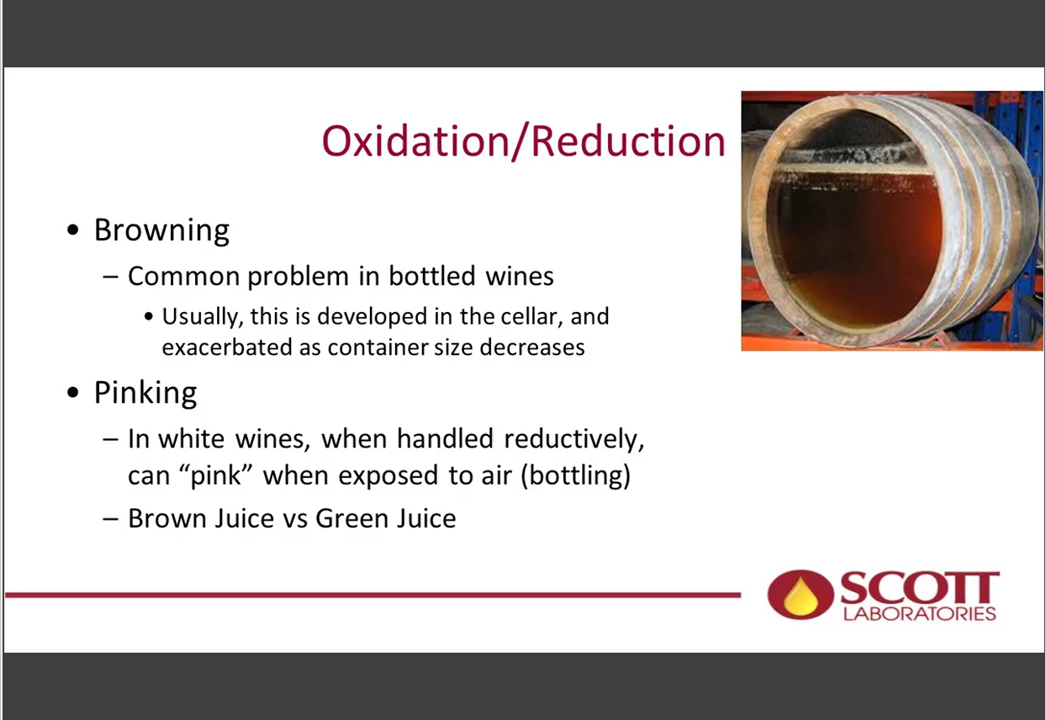 Oxidation/Reduction
• Browning
– Common problem in bottled wines
• Usually, this is developed in the cellar, and
exacerbated as container size decreases
• Pinking
– In white wines, when handled reductively,
can “pink” when exposed to air (bottling)
– Brown Juice vs Green Juice
SCOTT
LABORATORIES